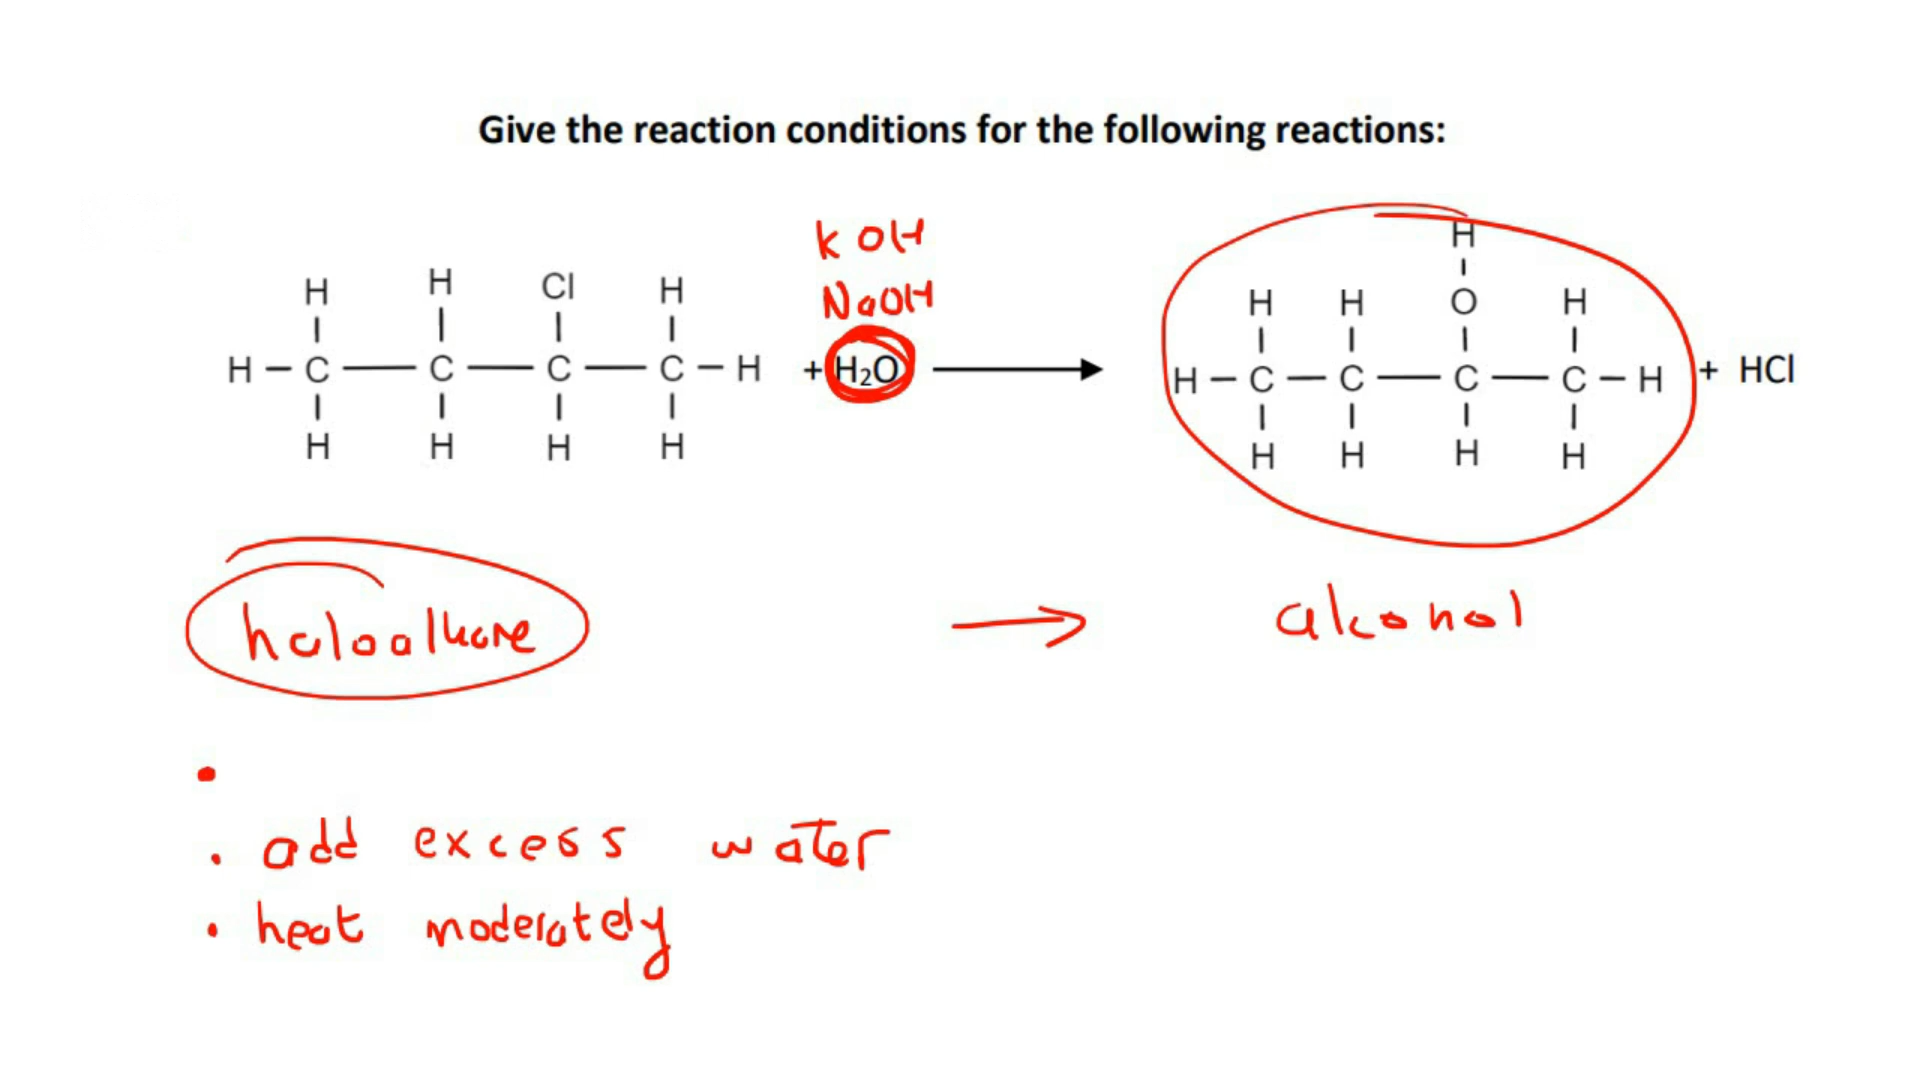 Give the reaction conditions for the following reactions:
K OH
NaOH
H H Cl H
H - C - C - C - C - H + H₂O → 
H H H H
H
H H O H
H - C - C - C - C - H + HCl
H H H H
haloalkane → alcohol
• 
• add excess water
• heat moderately